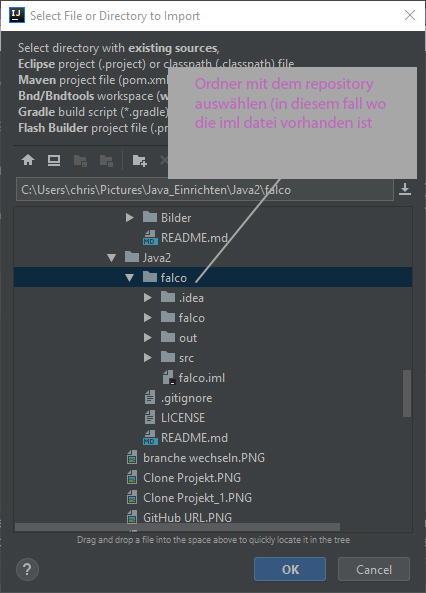 IJ Select File or Directory to Import
Select directory with existing sources,
Eclipse project (.project) or classpath (.classpath) file
Maven project file (pom.xml
Bnd/Bndtools workspace (w
Gradle build script (*.gradle)
Flash Builder project file (.pr
Ordner mit dem repository
auswählen (in diesem fall wo
die iml datei vorhanden ist
C:\Users\chris\Pictures\Java_Einrichten\Java2\falco
Bilder
README.md
Java2
falco
.idea
falco
out
src
falco.iml
.gitignore
LICENSE
README.md
branche wechseln.PNG
Clone Projekt.PNG
Clone Projekt_1.PNG
GitHub URL.PNG
Drag and drop a file into the space above to quickly locate it in the tree
?
OK
Cancel